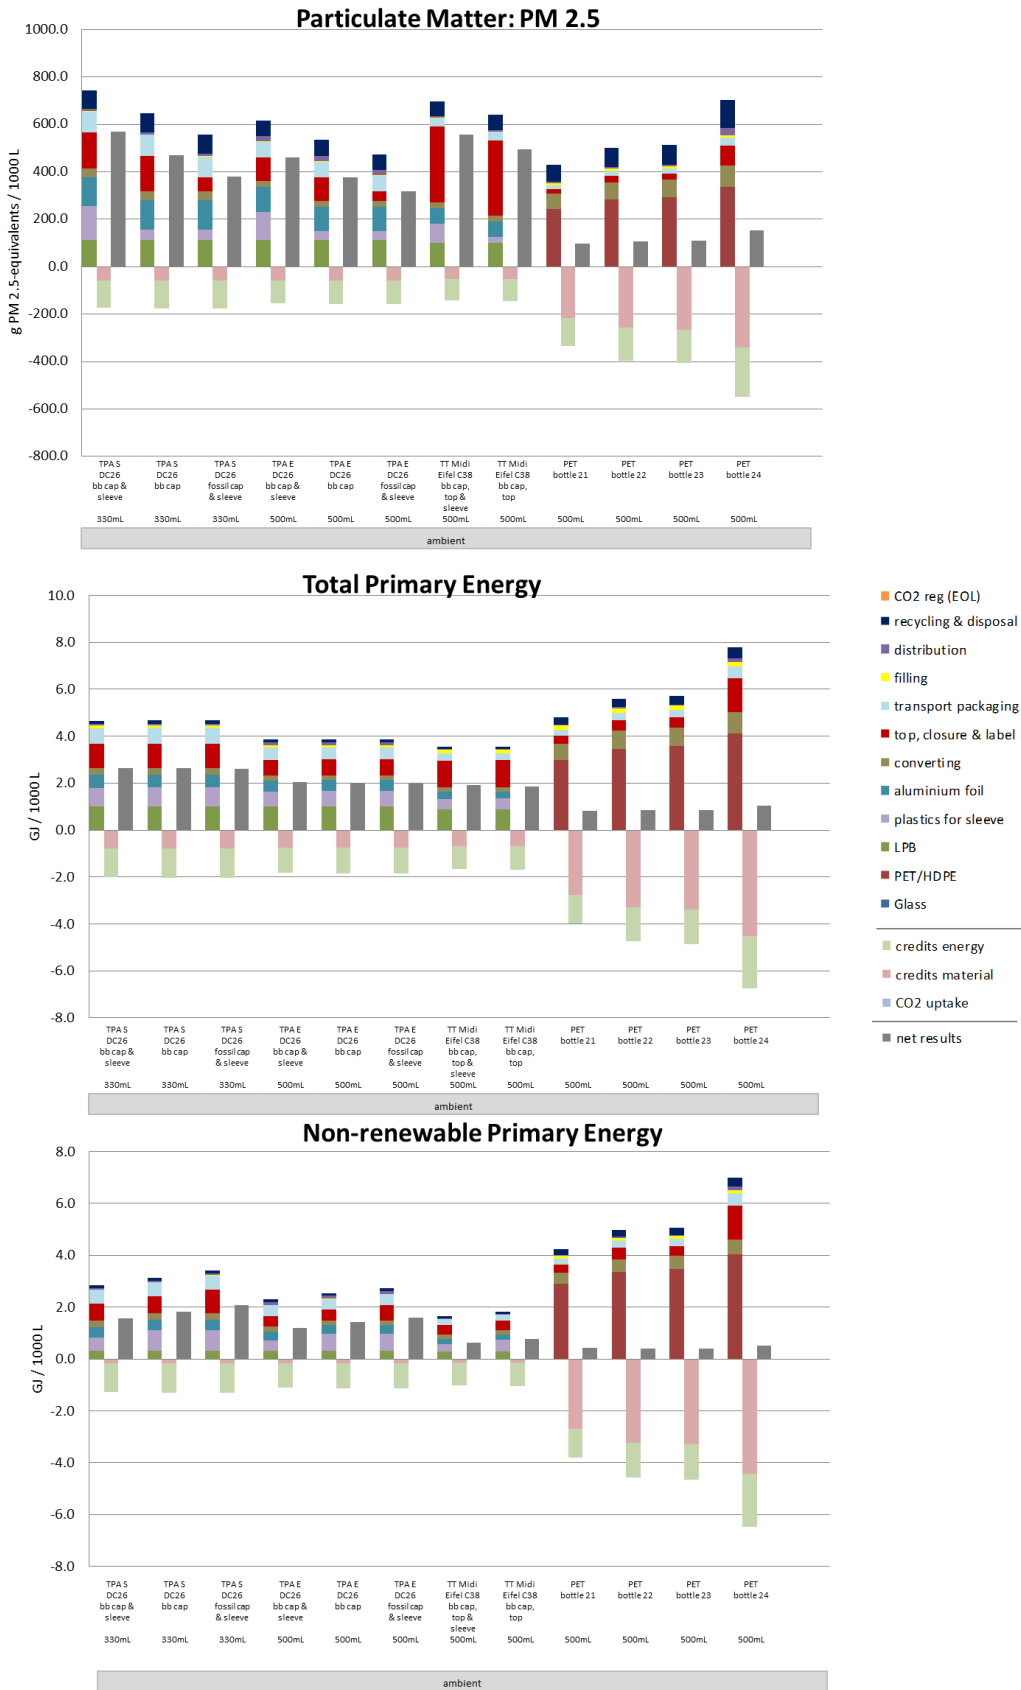 Particulate Matter: PM 2.5
1000.0
800.0
600.0
400.0
200.0
0.0
-200.0
-400.0
-600.0
-800.0
g PM 2.5-equivalents / 1000 L
TPA S DC26 bb cap & sleeve 330mL
TPA S DC26 bb cap 330mL
TPA S DC26 fossil cap & sleeve 330mL
TPA E DC26 bb cap & sleeve 500mL
TPA E DC26 bb cap 500mL
TPA E DC26 fossil cap & sleeve 500mL
TT Midi Eifel C38 bb cap, top & sleeve 500mL
TT Midi Eifel C38 bb cap, top 500mL
PET bottle 21 500mL
PET bottle 22 500mL
PET bottle 23 500mL
PET bottle 24 500mL
ambient
Total Primary Energy
10.0
8.0
6.0
4.0
2.0
0.0
-2.0
-4.0
-6.0
-8.0
GJ / 1000 L
TPA S DC26 bb cap & sleeve 330mL
TPA S DC26 bb cap 330mL
TPA S DC26 fossil cap & sleeve 330mL
TPA E DC26 bb cap & sleeve 500mL
TPA E DC26 bb cap 500mL
TPA E DC26 fossil cap & sleeve 500mL
TT Midi Eifel C38 bb cap, top & sleeve 500mL
TT Midi Eifel C38 bb cap, top 500mL
PET bottle 21 500mL
PET bottle 22 500mL
PET bottle 23 500mL
PET bottle 24 500mL
ambient
CO2 reg (EOL)
recycling & disposal
distribution
filling
transport packaging
top, closure & label
converting
aluminium foil
plastics for sleeve
LPB
PET/HDPE
Glass
credits energy
credits material
CO2 uptake
net results
Non-renewable Primary Energy
8.0
6.0
4.0
2.0
0.0
-2.0
-4.0
-6.0
-8.0
GJ / 1000 L
TPA S DC26 bb cap & sleeve 330mL
TPA S DC26 bb cap 330mL
TPA S DC26 fossil cap & sleeve 330mL
TPA E DC26 bb cap & sleeve 500mL
TPA E DC26 bb cap 500mL
TPA E DC26 fossil cap & sleeve 500mL
TT Midi Eifel C38 bb cap, top & sleeve 500mL
TT Midi Eifel C38 bb cap, top 500mL
PET bottle 21 500mL
PET bottle 22 500mL
PET bottle 23 500mL
PET bottle 24 500mL
ambient